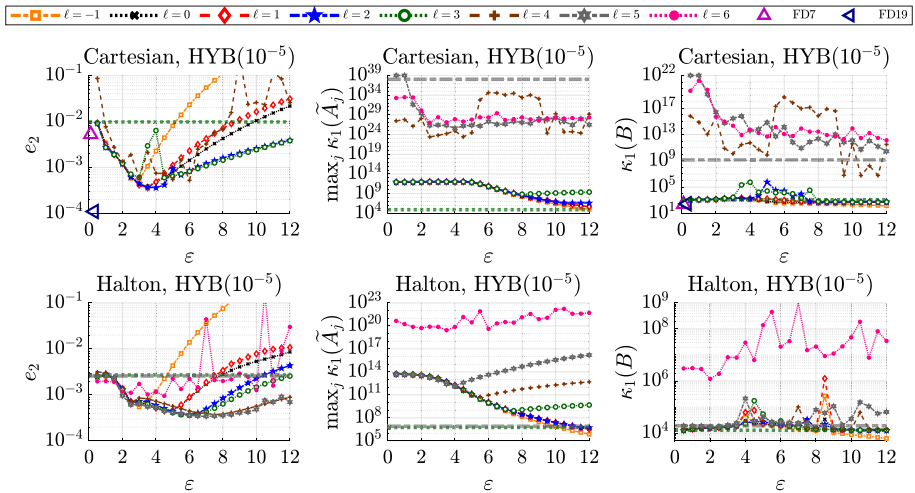 ℓ = −1 ℓ = 0 ℓ = 1 ℓ = 2 ℓ = 3 ℓ = 4 ℓ = 5 ℓ = 6 FD7 FD19
Cartesian, HYB(10⁻⁵) Cartesian, HYB(10⁻⁵) Cartesian, HYB(10⁻⁵)
e₂
10⁻¹
10⁻²
10⁻³
10⁻⁴
0 2 4 6 8 10 12
ε
max_j κ₁(Ã_j)
10³⁹
10³⁴
10²⁹
10²⁴
10¹⁹
10¹⁴
10⁹
10⁴
0 2 4 6 8 10 12
ε
κ₁(B)
10²²
10¹⁷
10¹³
10⁹
10⁵
10¹
0 2 4 6 8 10 12
ε
Halton, HYB(10⁻⁵) Halton, HYB(10⁻⁵) Halton, HYB(10⁻⁵)
e₂
10⁻¹
10⁻²
10⁻³
10⁻⁴
0 2 4 6 8 10 12
ε
max_j κ₁(Ã_j)
10²³
10²⁰
10¹⁷
10¹⁴
10¹¹
10⁸
10⁵
0 2 4 6 8 10 12
ε
κ₁(B)
10⁹
10⁶
10⁴
0 2 4 6 8 10 12
ε